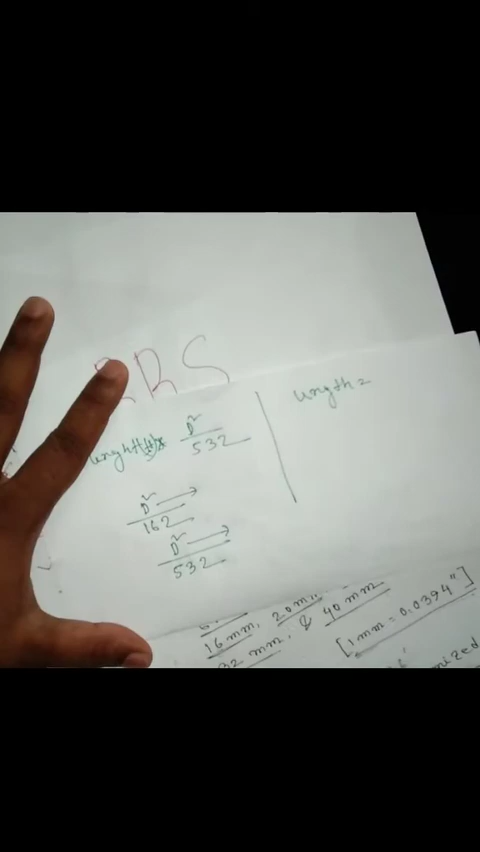 RRS
Length D²/532
Length =
D²/162 →
D²/532 →
16 mm, 20 mm
32 mm, & 40 mm
[1 mm = 0.0394"]